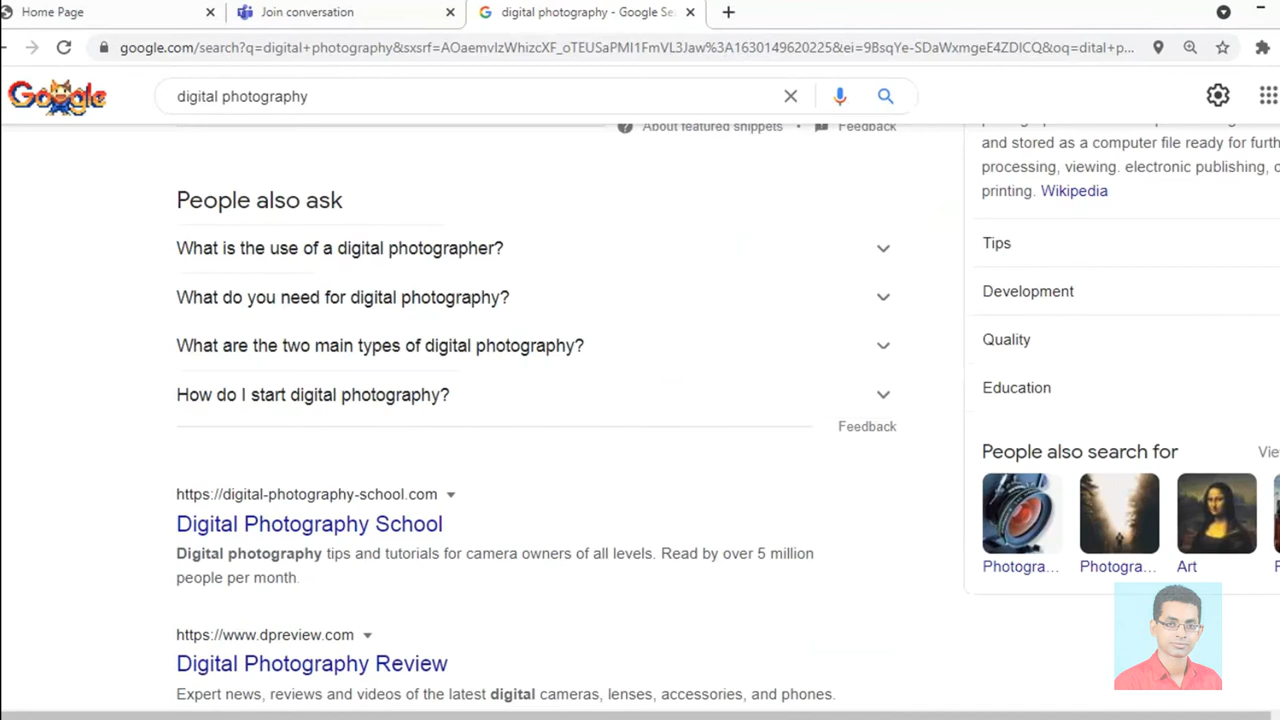 Home Page
Join conversation
digital photography - Google Se
google.com/search?q=digital+photography&sxsrf=AOaemvIzWhizcXF_oTEUSaPMI1FmVL3Jaw%3A1630149620225&ei=9BsqYe-SDaWxmgeE4ZDICQ&oq=dital+p...
Google
digital photography
About featured snippets • Feedback
People also ask
What is the use of a digital photographer?
What do you need for digital photography?
What are the two main types of digital photography?
How do I start digital photography?
Feedback
https://digital-photography-school.com
Digital Photography School
Digital photography tips and tutorials for camera owners of all levels. Read by over 5 million
people per month.
https://www.dpreview.com
Digital Photography Review
Expert news, reviews and videos of the latest digital cameras, lenses, accessories, and phones.
and stored as a computer file ready for furth
processing, viewing. electronic publishing,
printing. Wikipedia
Tips
Development
Quality
Education
People also search for
Vie
Photogra...
Photogra...
Art